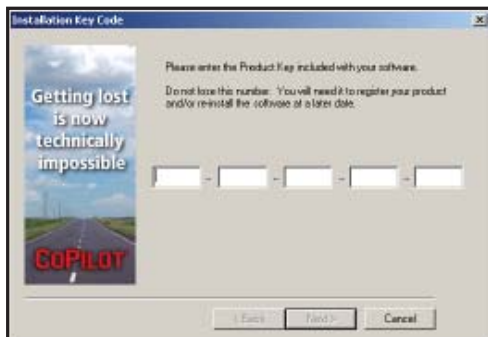 Installation Key Code
Getting lost
is now
technically
impossible
COPILOT
Please enter the Product Key included with your software.
Do not lose this number. You will need it to register your product
and/or re-install the software at a later date.
- - - -
< Back
Next >
Cancel